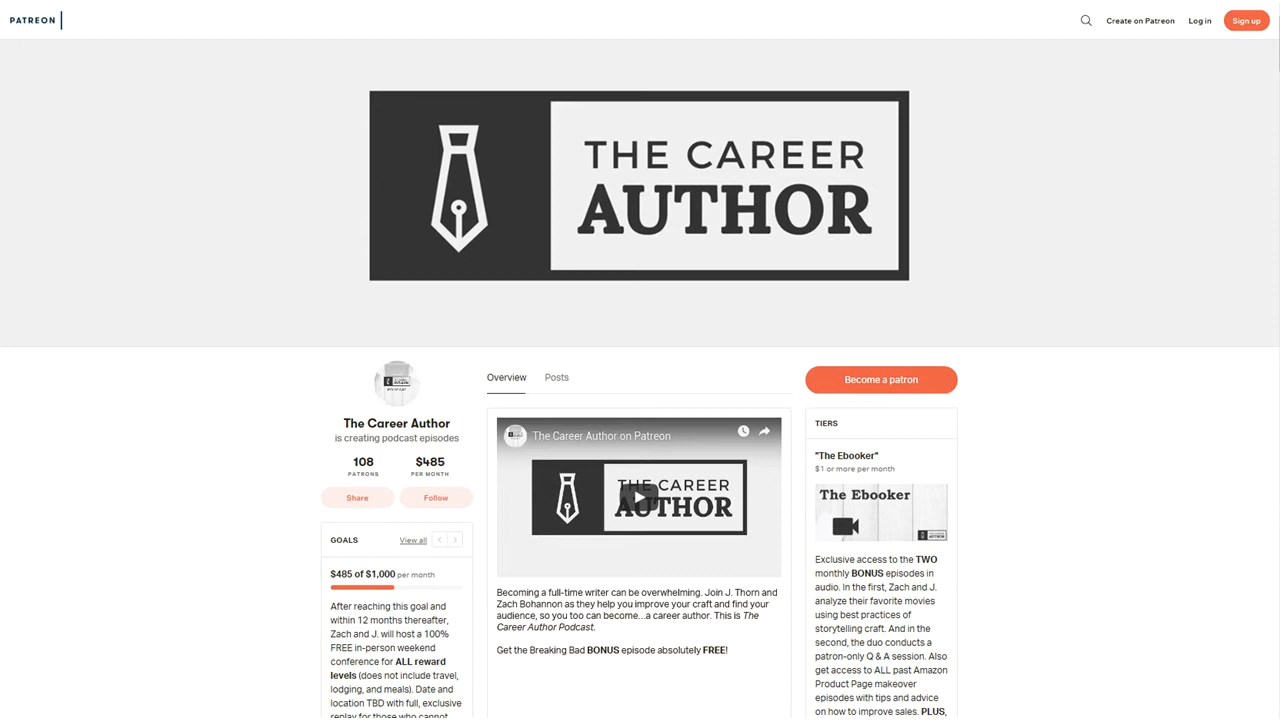 PATREON
Create on Patreon
Log in
Sign up
THE CAREER
AUTHOR
The Career Author
is creating podcast episodes
108
PATRONS
$485
PER MONTH
Share
Follow
GOALS
View all
$485 of $1,000 per month
After reaching this goal and
within 12 months thereafter,
Zach and J. will host a 100%
FREE in-person weekend
conference for ALL reward
levels (does not include travel,
lodging, and meals). Date and
location TBD with full, exclusive
replay for those who cannot
Overview
Posts
The Career Author on Patreon
THE CAREER
AUTHOR
Becoming a full-time writer can be overwhelming. Join J. Thorn and
Zach Bohannon as they help you improve your craft and find your
audience, so you too can become...a career author. This is The
Career Author Podcast.
Get the Breaking Bad BONUS episode absolutely FREE!
Become a patron
TIERS
"The Ebooker"
$1 or more per month
The Ebooker
Exclusive access to the TWO
monthly BONUS episodes in
audio. In the first, Zach and J.
analyze their favorite movies
using best practices of
storytelling craft. And in the
second, the duo conducts a
patron-only Q & A session. Also
get access to ALL past Amazon
Product Page makeover
episodes with tips and advice
on how to improve sales. PLUS,